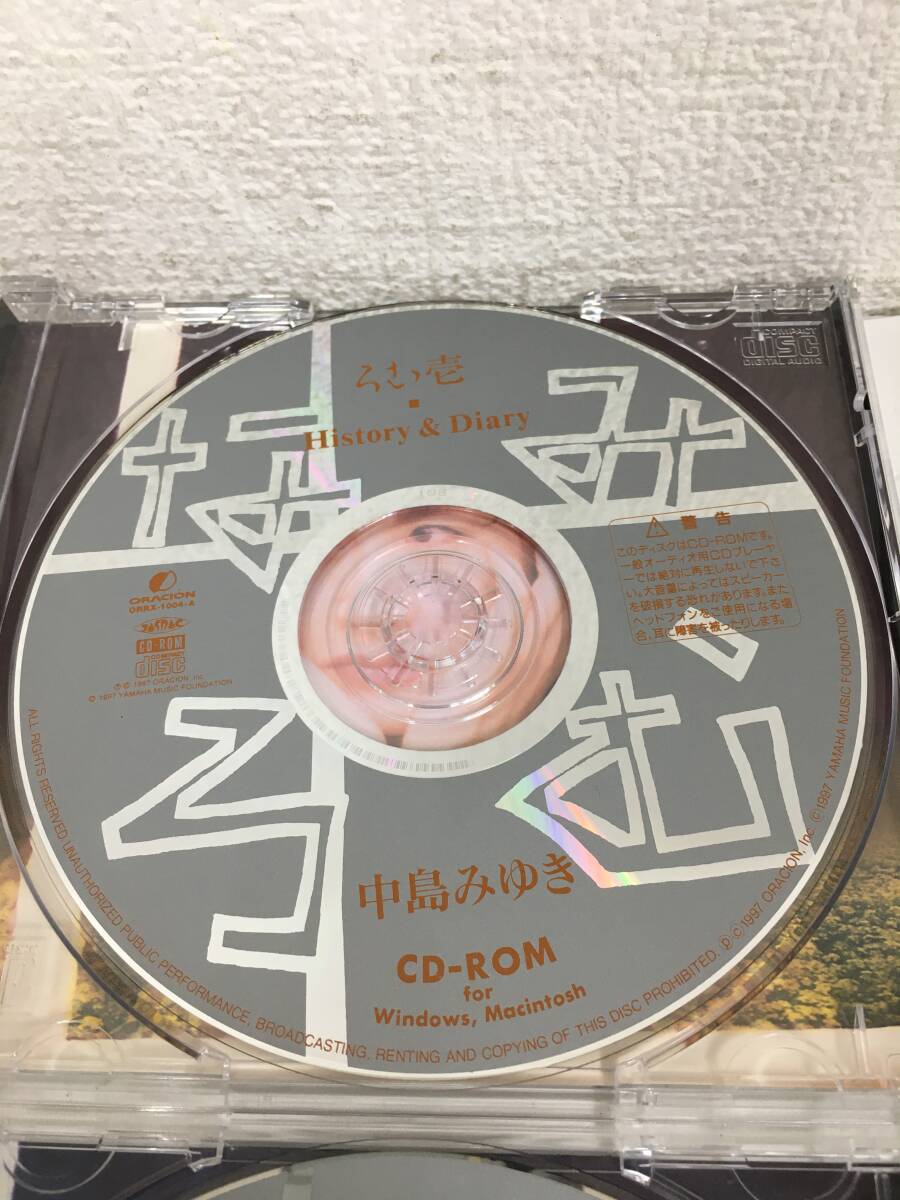 ろむ壱
■
History & Diary
な み
ろ む
ORACION
ORRX-1004-A
JASRAC
CD-ROM
COMPACT
disc
Ⓟ© 1997 ORACION, Inc.
© 1997 YAMAHA MUSIC FOUNDATION
⚠ 警 告
このディスクはCD-ROMです。
一般オーディオ用CDプレーヤ
ーでは絶対に再生しないで下さ
い。大音量によってはスピーカー
を破損する恐れがあります。また
ヘッドフォンをご使用になる場
合、耳に障害を被ったりします。
中島みゆき
CD-ROM
for
Windows, Macintosh
ALL RIGHTS RESERVED UNAUTHORIZED PUBLIC PERFORMANCE, BROADCASTING, RENTING AND COPYING OF THIS DISC PROHIBITED. Ⓟ©1997 ORACION, Inc. ©1997 YAMAHA MUSIC FOUNDATION
COMPACT
disc
DIGITAL AUDIO